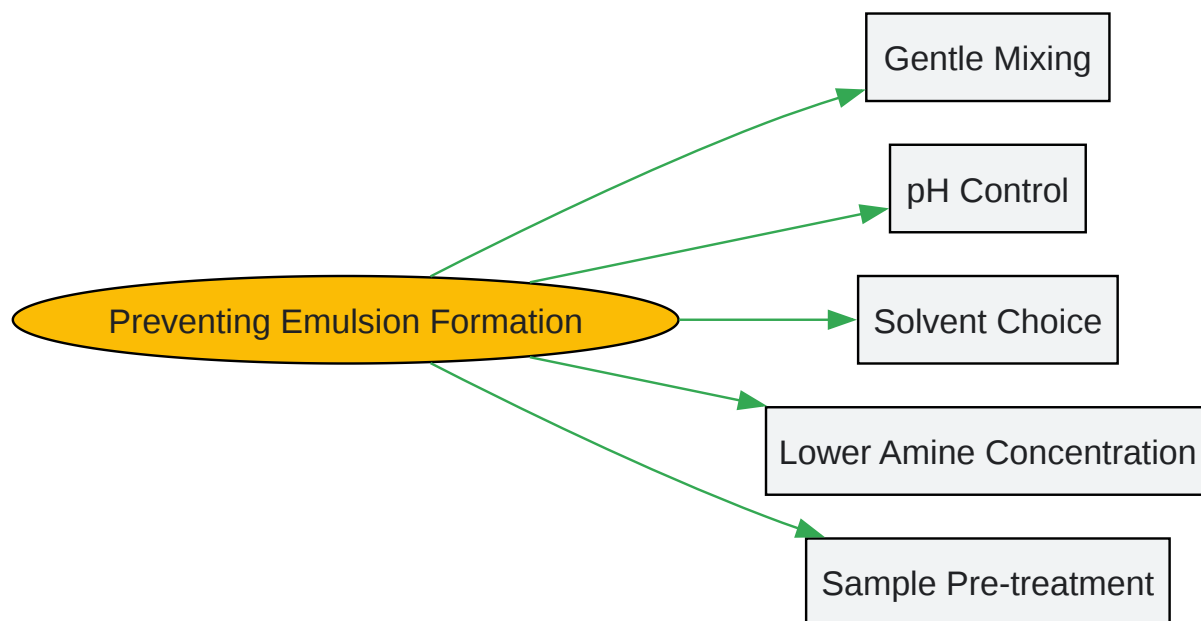 Gentle Mixing
pH Control
Preventing Emulsion Formation
Solvent Choice
Lower Amine Concentration
Sample Pre-treatment